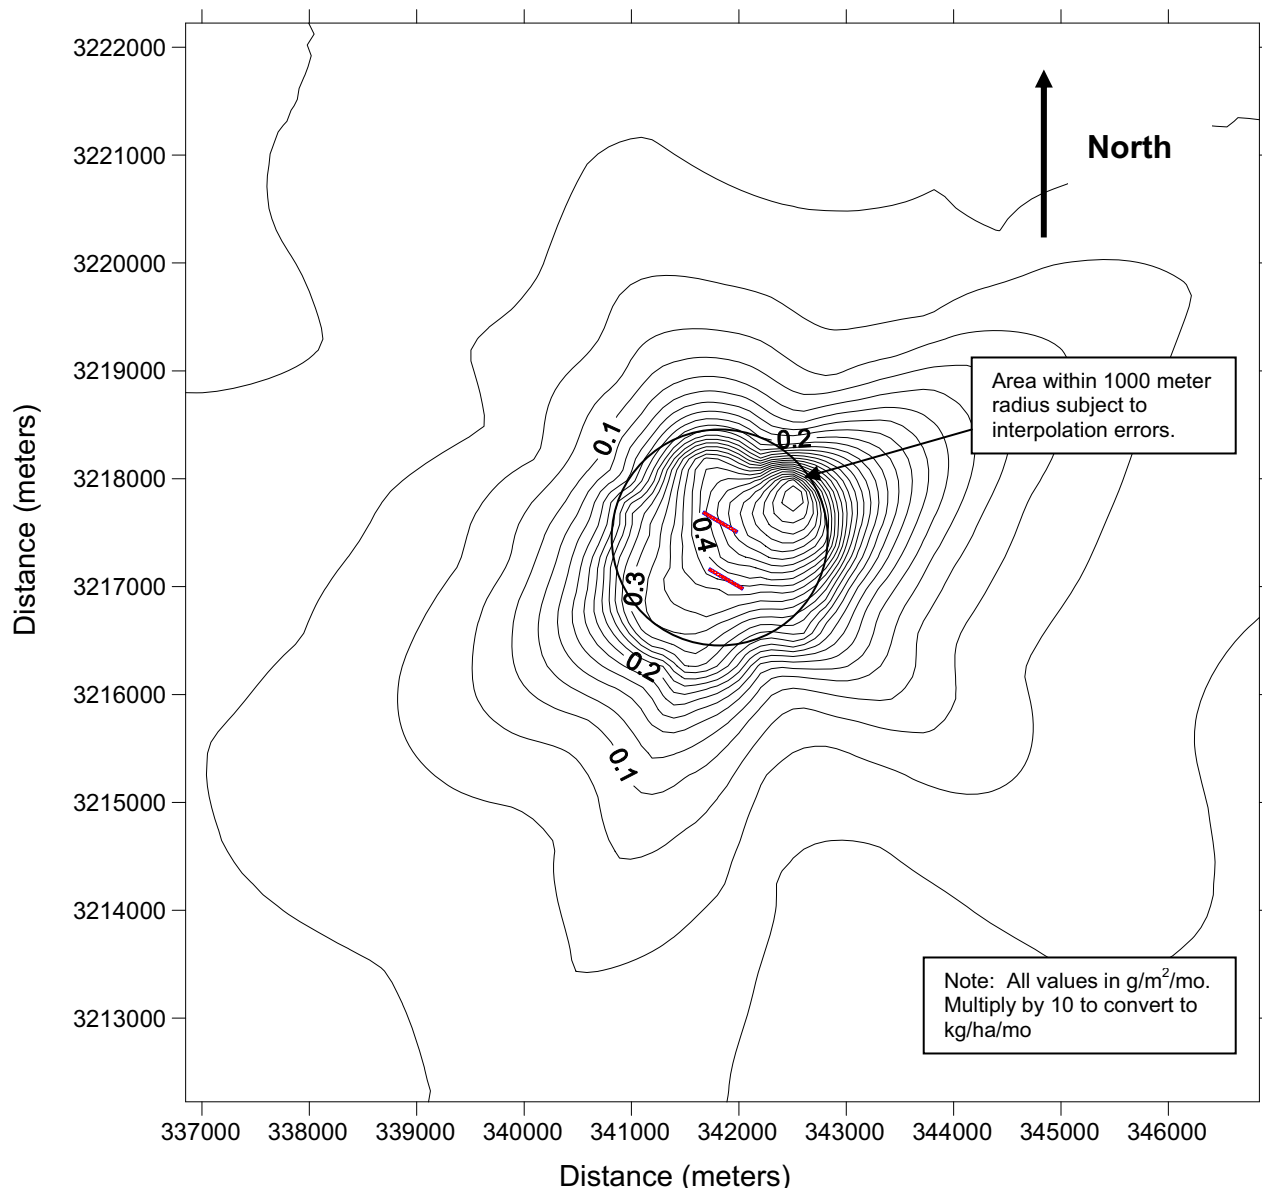 3222000
North
3221000
3220000
3219000
Area within 1000 meter
radius subject to
interpolation errors.
0.1
0.2
3218000
0.4
Distance (meters)
3217000
0.3
0.2
3216000
0.1
3215000
3214000
Note:  All values in g/m²/mo.
Multiply by 10 to convert to
kg/ha/mo
3213000
337000 338000 339000 340000 341000 342000 343000 344000 345000 346000
Distance (meters)